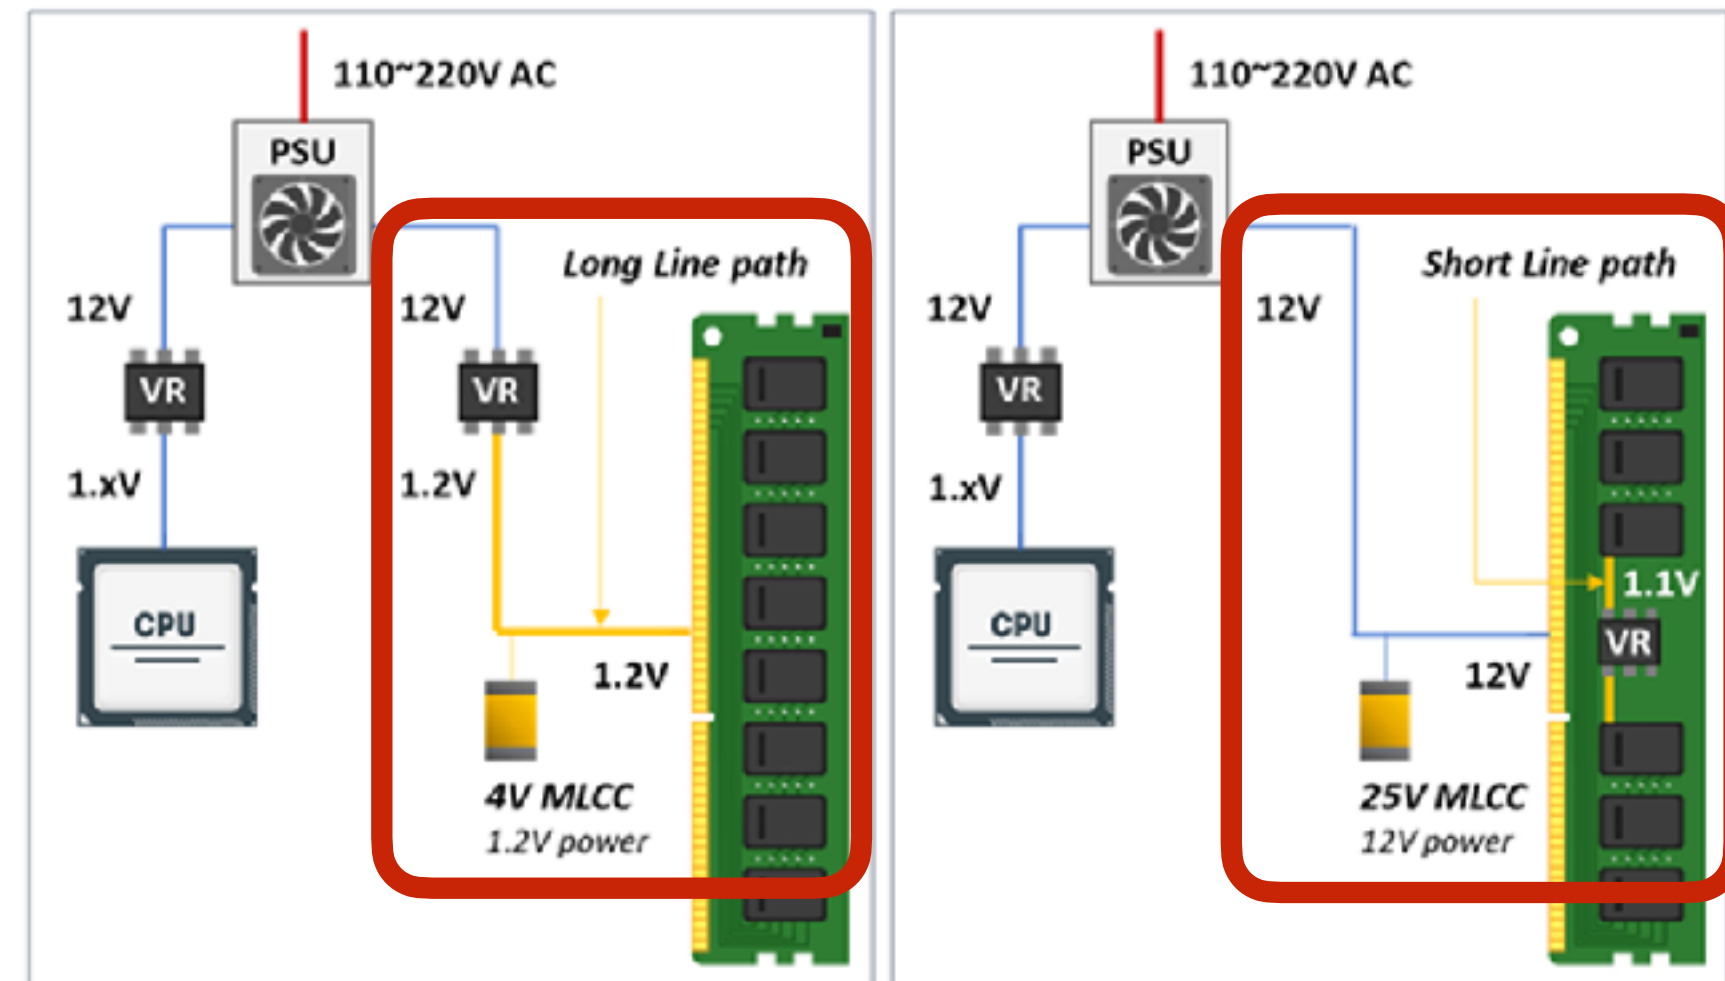 110~220V AC
PSU
12V
VR
1.xV
CPU
12V
VR
1.2V
Long Line path
1.2V
4V MLCC
1.2V power
110~220V AC
PSU
12V
VR
1.xV
CPU
12V
Short Line path
1.1V
VR
12V
25V MLCC
12V power